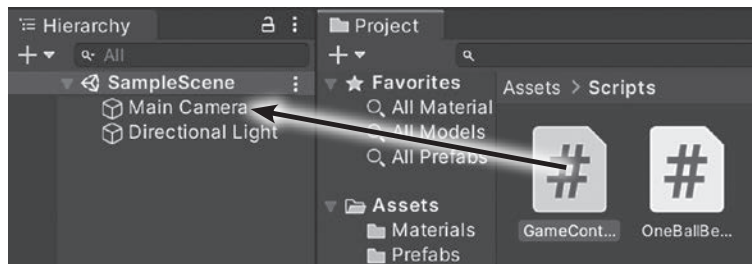 Hierarchy
All
SampleScene
Main Camera
Directional Light
Project
Favorites
All Material
All Models
All Prefabs
Assets
Materials
Prefabs
Assets > Scripts
GameCont...
OneBallBe...